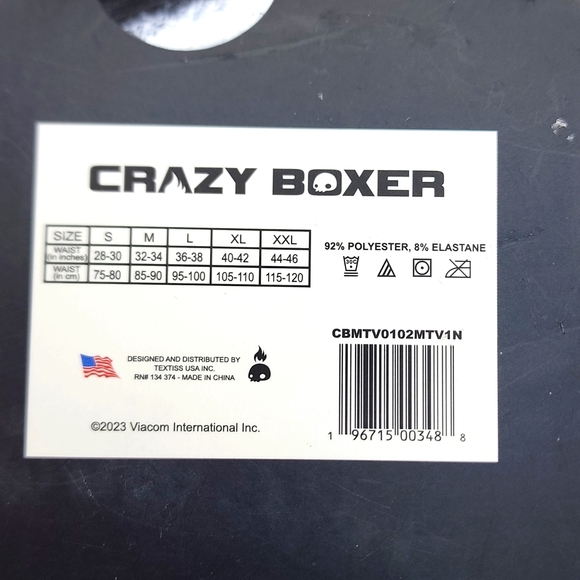 CRAZY BOXER
SIZE S M L XL XXL
WAIST (in inches) 28-30 32-34 36-38 40-42 44-46
WAIST (in cm) 75-80 85-90 95-100 105-110 115-120
92% POLYESTER, 8% ELASTANE
30C
CBMTV0102MTV1N
DESIGNED AND DISTRIBUTED BY
TEXTISS USA INC.
RN# 134 374 - MADE IN CHINA
1 96715 00348 8
©2023 Viacom International Inc.